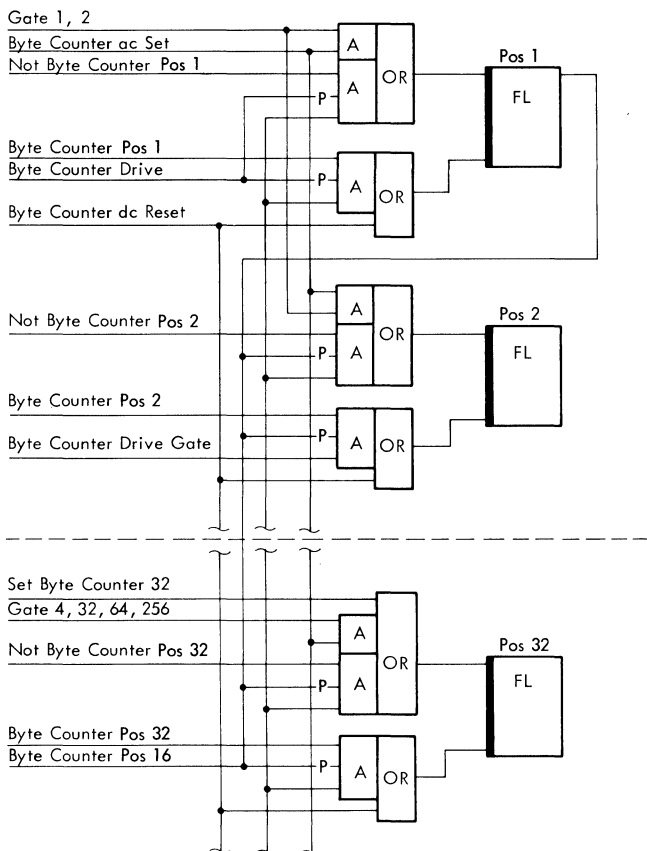 Gate 1, 2
Byte Counter ac Set
Not Byte Counter Pos 1
A
A
P
OR
Pos 1
FL
Byte Counter Pos 1
Byte Counter Drive
P
A
OR
Byte Counter dc Reset
Not Byte Counter Pos 2
A
P
A
OR
Pos 2
FL
Byte Counter Pos 2
P
A
OR
Byte Counter Drive Gate
Set Byte Counter 32
Gate 4, 32, 64, 256
A
Not Byte Counter Pos 32
P
A
OR
Pos 32
FL
Byte Counter Pos 32
Byte Counter Pos 16
P
A
OR